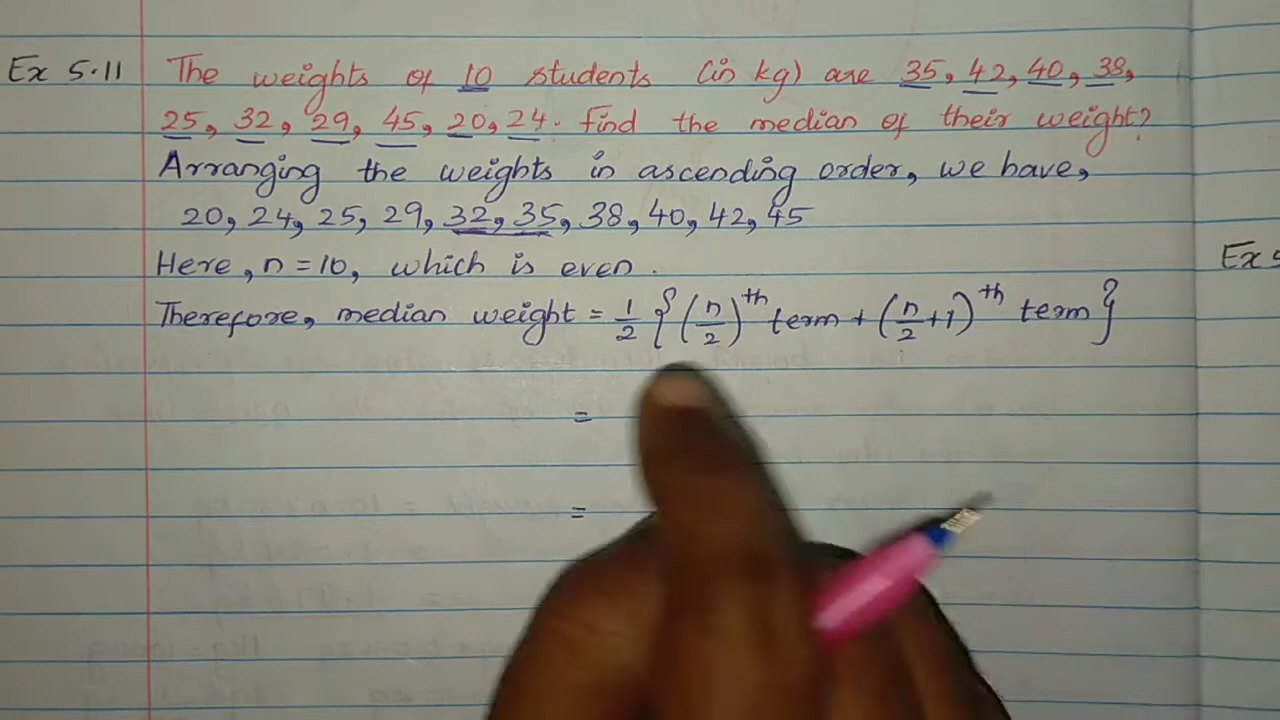 Ex 5.11 The weights of 10 students (in kg) are 35, 42, 40, 38,
25, 32, 29, 45, 20, 24. Find the median of their weight?
Arranging the weights in ascending order, we have,
20, 24, 25, 29, 32, 35, 38, 40, 42, 45
Here, n = 10, which is even.
Ex 5
Therefore, median weight = 1/2 { (n/2)th term + (n/2 + 1)th term }
=
=